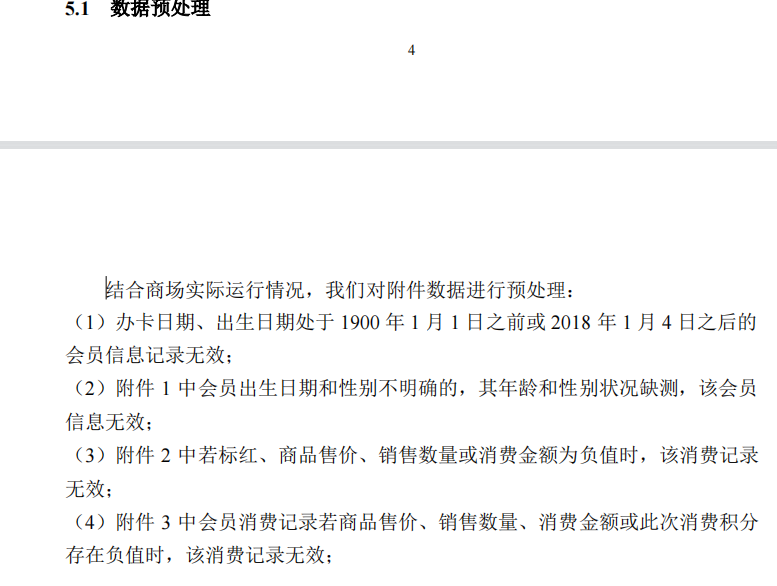 5.1 数据预处理
4
结合商场实际运行情况，我们对附件数据进行预处理：
（1）办卡日期、出生日期处于 1900 年 1 月 1 日之前或 2018 年 1 月 4 日之后的
会员信息记录无效；
（2）附件 1 中会员出生日期和性别不明确的，其年龄和性别状况缺测，该会员
信息无效；
（3）附件 2 中若标红、商品售价、销售数量或消费金额为负值时，该消费记录
无效；
（4）附件 3 中会员消费记录若商品售价、销售数量、消费金额或此次消费积分
存在负值时，该消费记录无效；